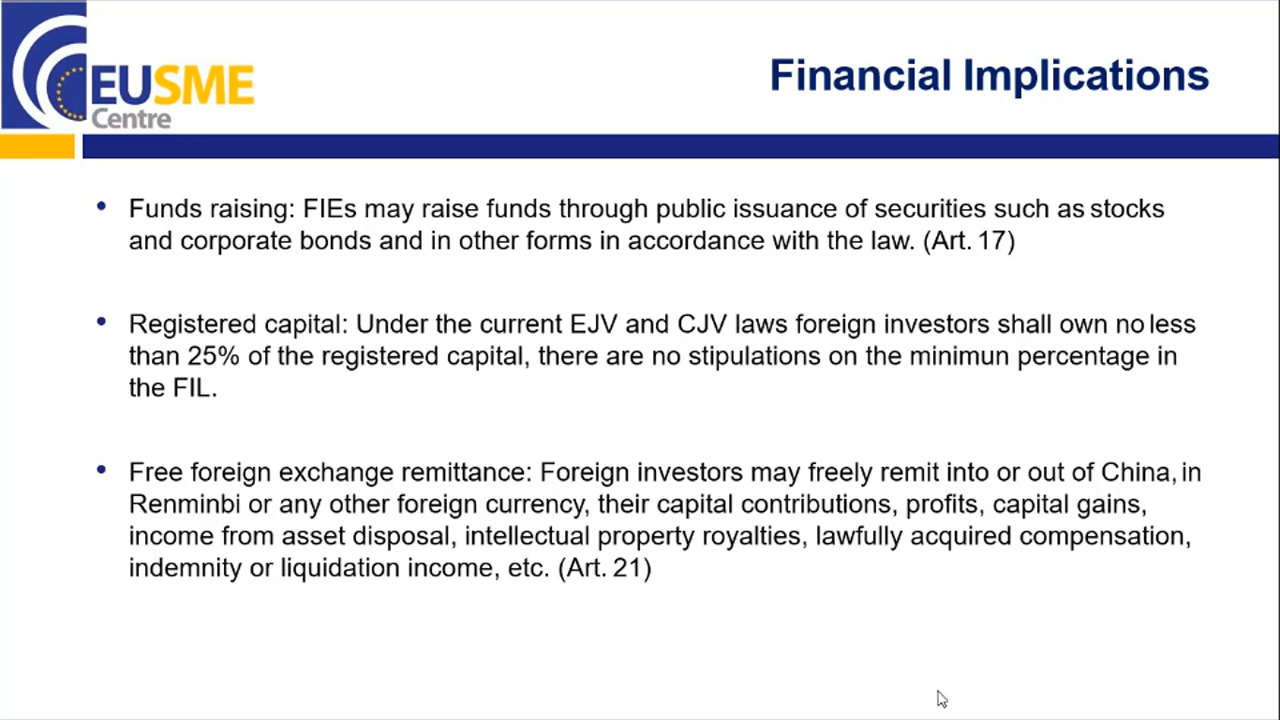 EUSME
Centre
Financial Implications
• Funds raising: FIEs may raise funds through public issuance of securities such as stocks
and corporate bonds and in other forms in accordance with the law. (Art. 17)
• Registered capital: Under the current EJV and CJV laws foreign investors shall own no less
than 25% of the registered capital, there are no stipulations on the minimun percentage in
the FIL.
• Free foreign exchange remittance: Foreign investors may freely remit into or out of China, in
Renminbi or any other foreign currency, their capital contributions, profits, capital gains,
income from asset disposal, intellectual property royalties, lawfully acquired compensation,
indemnity or liquidation income, etc. (Art. 21)